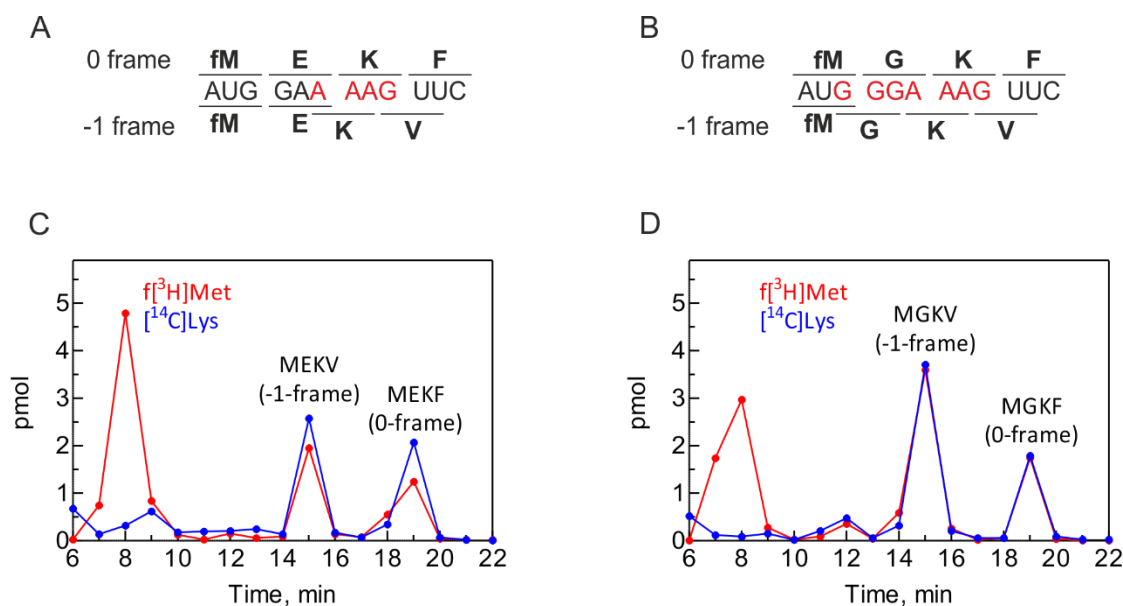 A
0 frame fM E K F
AUG GAA AAG UUC
-1 frame fM E K V
B
0 frame fM G K F
AUG GGA AAG UUC
-1 frame fM G K V
C
f[³H]Met
[¹⁴C]Lys
MEKV
(-1-frame)
MEKF
(0-frame)
pmol
5
4
3
2
1
0
6 8 10 12 14 16 18 20 22
Time, min
D
f[³H]Met
[¹⁴C]Lys
MGKV
(-1-frame)
MGKF
(0-frame)
pmol
5
4
3
2
1
0
6 8 10 12 14 16 18 20 22
Time, min